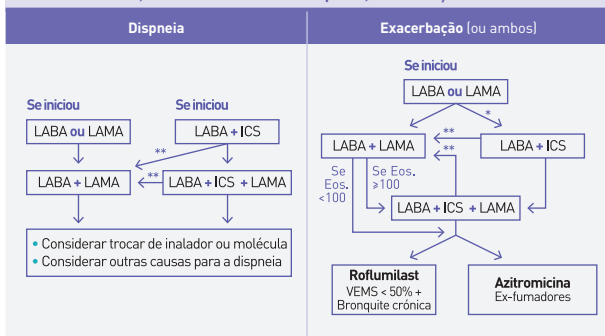 Dispneia
Exacerbação (ou ambos)
Se iniciou
Se iniciou
LABA ou LAMA
LABA + ICS
**
LABA + LAMA
**
LABA + ICS + LAMA
• Considerar trocar de inalador ou molécula
• Considerar outras causas para a dispneia
Se iniciou
LABA ou LAMA
*
LABA + LAMA
**
**
LABA + ICS
Se
Eos.
<100
Se Eos.
≥100
LABA + ICS + LAMA
Roflumilast
VEMS < 50% +
Bronquite crónica
Azitromicina
Ex-fumadores